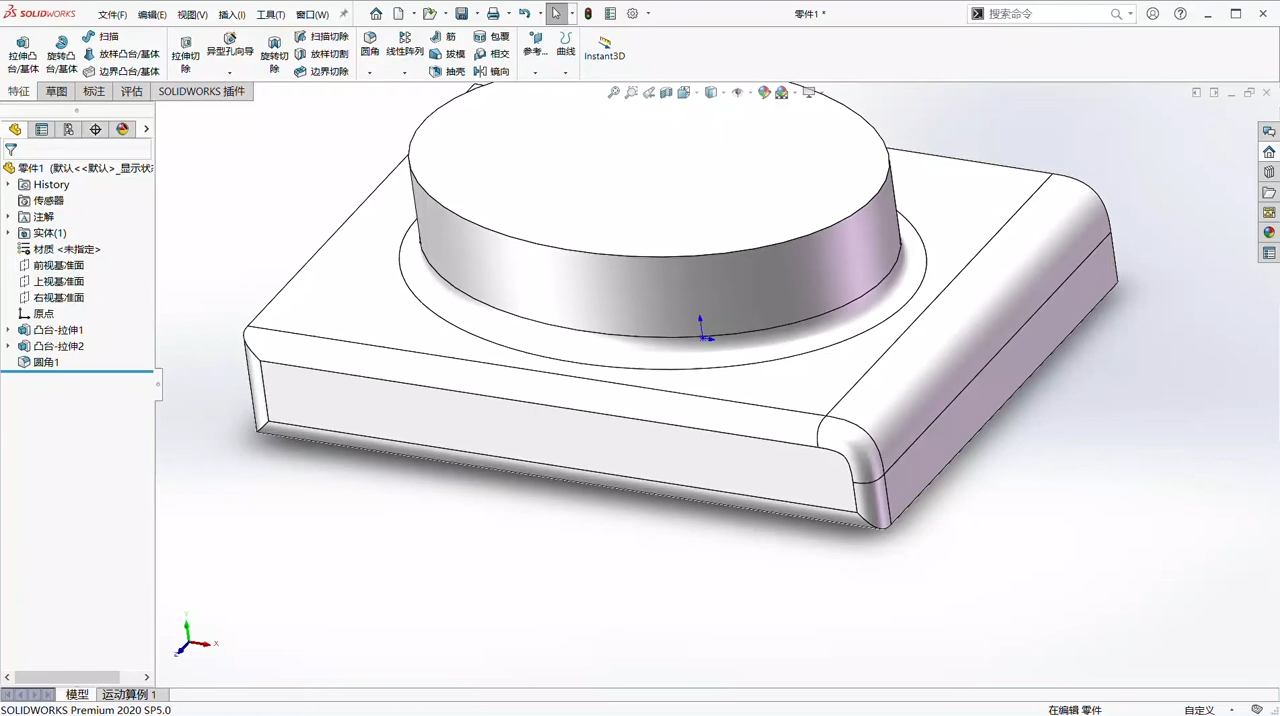 SOLIDWORKS 文件(F) 编辑(E) 视图(V) 插入(I) 工具(T) 窗口(W) 零件1 * 搜索命令
拉伸凸台/基体 旋转凸台/基体 扫描 放样凸台/基体 边界凸台/基体
拉伸切除 异型孔向导 旋转切除 扫描切除 放样切割 边界切除
圆角 线性阵列 筋 拔模 抽壳 包覆 相交 镜向
参考... 曲线 Instant3D
特征 草图 标注 评估 SOLIDWORKS 插件
零件1 (默认<<默认>_显示状
History
传感器
注解
实体(1)
材质 <未指定>
前视基准面
上视基准面
右视基准面
原点
凸台-拉伸1
凸台-拉伸2
圆角1
Y
X
Z
模型 运动算例 1
SOLIDWORKS Premium 2020 SP5.0 在编辑 零件 自定义